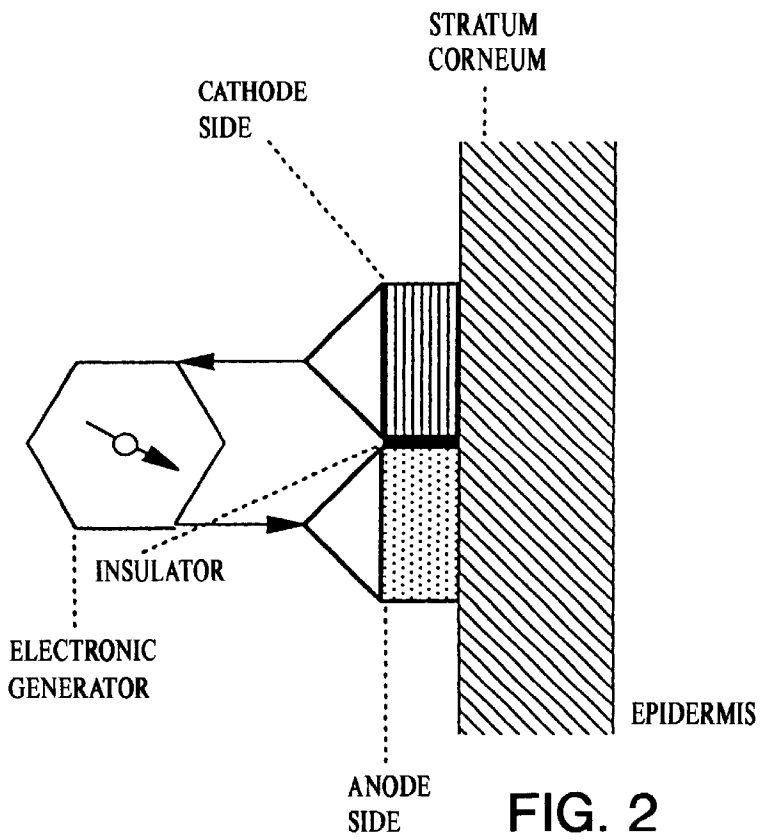 STRATUM
CORNEUM
CATHODE
SIDE
INSULATOR
ELECTRONIC
GENERATOR
EPIDERMIS
ANODE
SIDE
FIG. 2